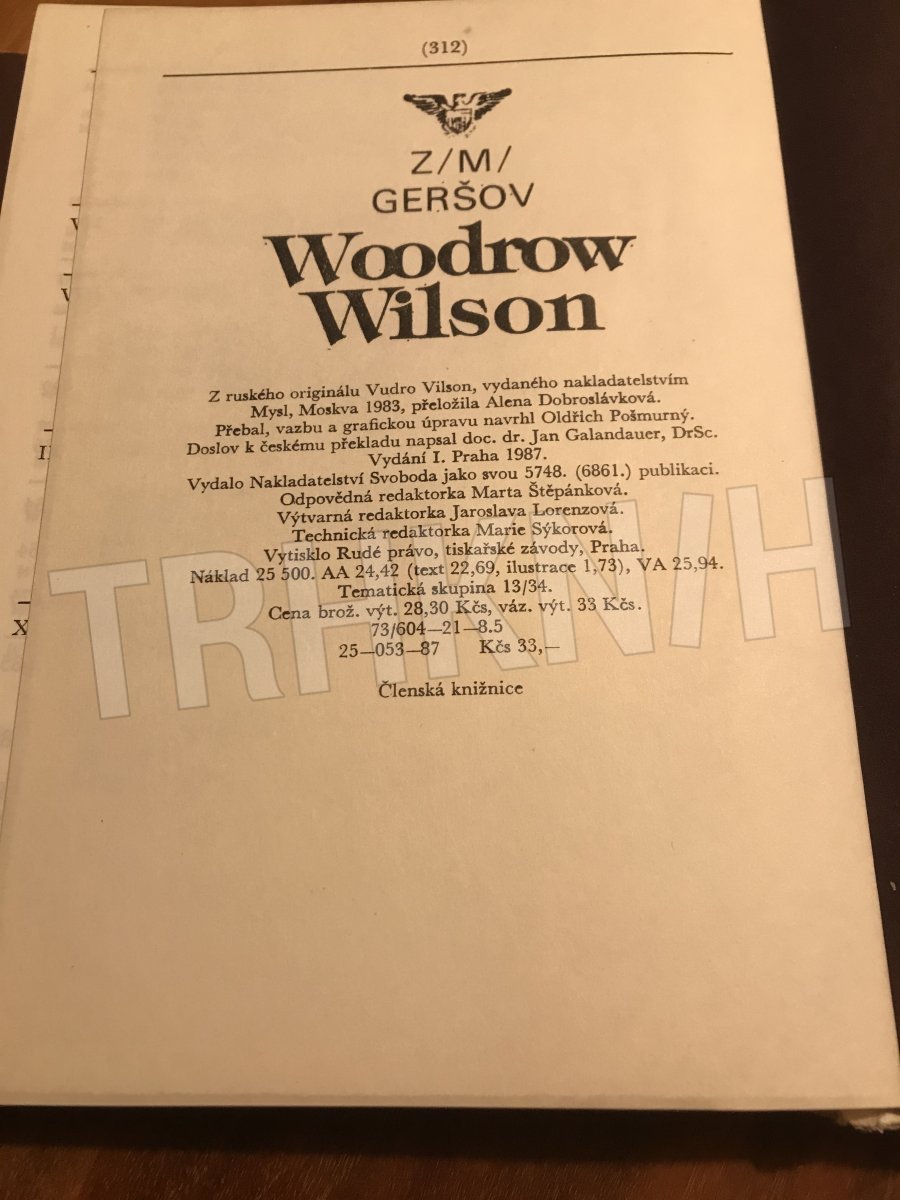 (312)
Z/M/
GERŠOV
Woodrow
Wilson
Z ruského originálu Vudro Vilson, vydaného nakladatelstvím
Mysl, Moskva 1983, přeložila Alena Dobroslávková.
Přebal, vazbu a grafickou úpravu navrhl Oldřich Pošmurný.
Doslov k českému překladu napsal doc. dr. Jan Galandauer, DrSc.
Vydání I. Praha 1987.
Vydalo Nakladatelství Svoboda jako svou 5748. (6861.) publikaci.
Odpovědná redaktorka Marta Štěpánková.
Výtvarná redaktorka Jaroslava Lorenzová.
Technická redaktorka Marie Sýkorová.
Vytisklo Rudé právo, tiskařské závody, Praha.
Náklad 25 500. AA 24,42 (text 22,69, ilustrace 1,73), VA 25,94.
Tematická skupina 13/34.
Cena brož. výt. 28,30 Kčs, váz. výt. 33 Kčs.
73/604—21—8.5
25—053—87 Kčs 33,—
Členská knižnice
TRHKNIH